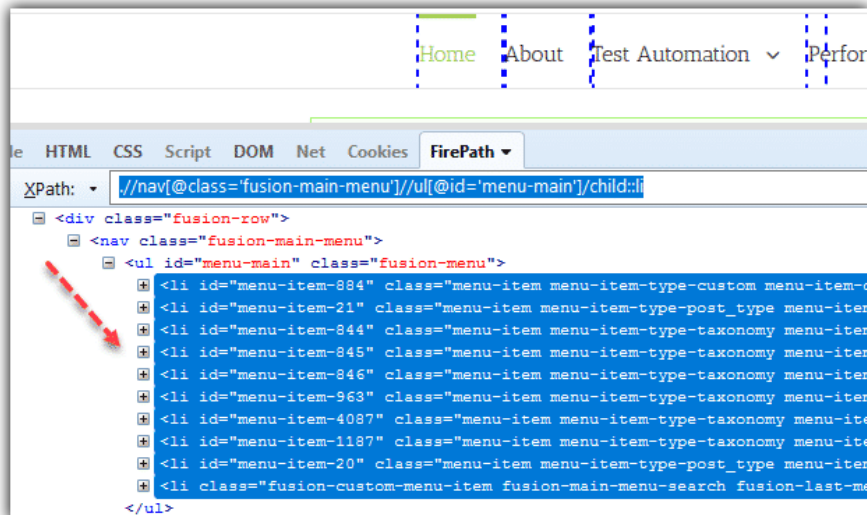 Home About Test Automation Perfor
HTML CSS Script DOM Net Cookies FirePath
XPath: .//nav[@class='fusion-main-menu']//ul[@id='menu-main']/child::li
<div class="fusion-row">
<nav class="fusion-main-menu">
<ul id="menu-main" class="fusion-menu">
<li id="menu-item-884" class="menu-item menu-item-type-custom menu-item-
<li id="menu-item-21" class="menu-item menu-item-type-post_type menu-item
<li id="menu-item-844" class="menu-item menu-item-type-taxonomy menu-item
<li id="menu-item-845" class="menu-item menu-item-type-taxonomy menu-item
<li id="menu-item-846" class="menu-item menu-item-type-taxonomy menu-item
<li id="menu-item-963" class="menu-item menu-item-type-taxonomy menu-item
<li id="menu-item-4087" class="menu-item menu-item-type-taxonomy menu-ite
<li id="menu-item-1187" class="menu-item menu-item-type-taxonomy menu-ite
<li id="menu-item-20" class="menu-item menu-item-type-post_type menu-item
<li class="fusion-custom-menu-item fusion-main-menu-search fusion-last-me
</ul>